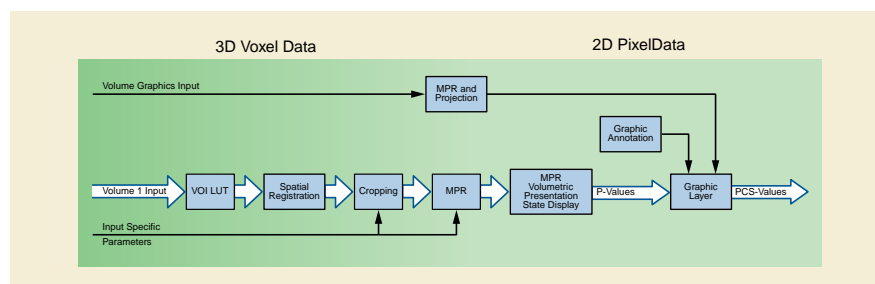 3D Voxel Data
2D PixelData
Volume Graphics Input
MPR and
Projection
Graphic
Annotation
Volume 1 Input
VOI LUT
Spatial
Registration
Cropping
MPR
MPR
Volumetric
Presentation
State Display
P-Values
Graphic
Layer
PCS-Values
Input Specific
Parameters